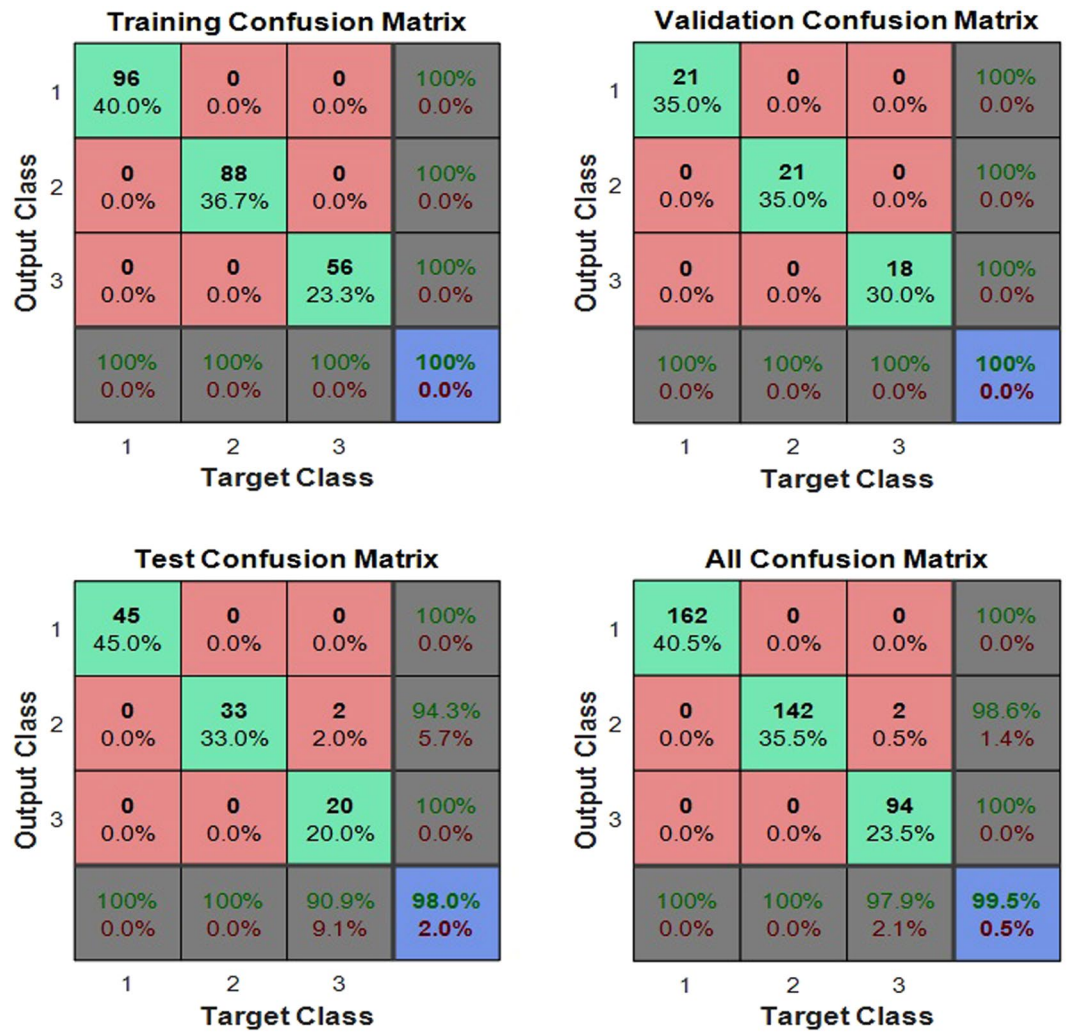 Training Confusion Matrix
Output Class
1
96 0 0 100%
40.0% 0.0% 0.0% 0.0%
2
0 88 0 100%
0.0% 36.7% 0.0% 0.0%
3
0 0 56 100%
0.0% 0.0% 23.3% 0.0%
100% 100% 100% 100%
0.0% 0.0% 0.0% 0.0%
1 2 3
Target Class
Validation Confusion Matrix
Output Class
1
21 0 0 100%
35.0% 0.0% 0.0% 0.0%
2
0 21 0 100%
0.0% 35.0% 0.0% 0.0%
3
0 0 18 100%
0.0% 0.0% 30.0% 0.0%
100% 100% 100% 100%
0.0% 0.0% 0.0% 0.0%
1 2 3
Target Class
Test Confusion Matrix
Output Class
1
45 0 0 100%
45.0% 0.0% 0.0% 0.0%
2
0 33 2 94.3%
0.0% 33.0% 2.0% 5.7%
3
0 0 20 100%
0.0% 0.0% 20.0% 0.0%
100% 100% 90.9% 98.0%
0.0% 0.0% 9.1% 2.0%
1 2 3
Target Class
All Confusion Matrix
Output Class
1
162 0 0 100%
40.5% 0.0% 0.0% 0.0%
2
0 142 2 98.6%
0.0% 35.5% 0.5% 1.4%
3
0 0 94 100%
0.0% 0.0% 23.5% 0.0%
100% 100% 97.9% 99.5%
0.0% 0.0% 2.1% 0.5%
1 2 3
Target Class